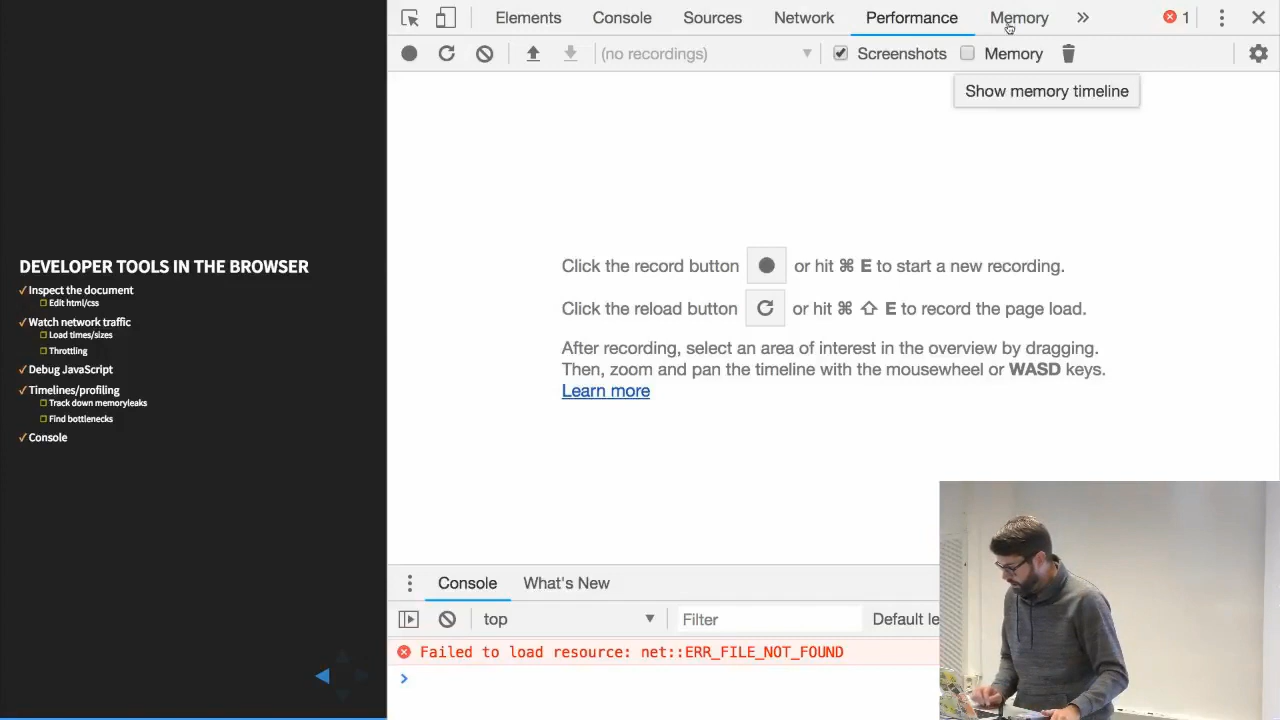 DEVELOPER TOOLS IN THE BROWSER
✓ Inspect the document
Edit html/css
✓ Watch network traffic
Load times/sizes
Throttling
✓ Debug JavaScript
✓ Timelines/profiling
Track down memoryleaks
Find bottlenecks
✓ Console
Elements Console Sources Network Performance Memory » 1
(no recordings) Screenshots Memory
Show memory timeline
Click the record button or hit ⌘ E to start a new recording.
Click the reload button or hit ⌘ ⇧ E to record the page load.
After recording, select an area of interest in the overview by dragging.
Then, zoom and pan the timeline with the mousewheel or WASD keys.
Learn more
Console What's New
top Filter Default le
Failed to load resource: net::ERR_FILE_NOT_FOUND
>